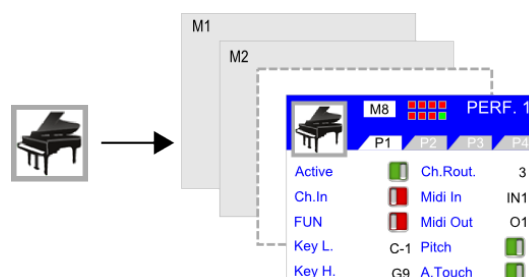 M1
M2
M8 PERF. 1
P1 P2 P3 P4
Active Ch.Rout. 3
Ch.In Midi In IN1
FUN Midi Out O1
Key L. C-1 Pitch
Key H. G9 A.Touch